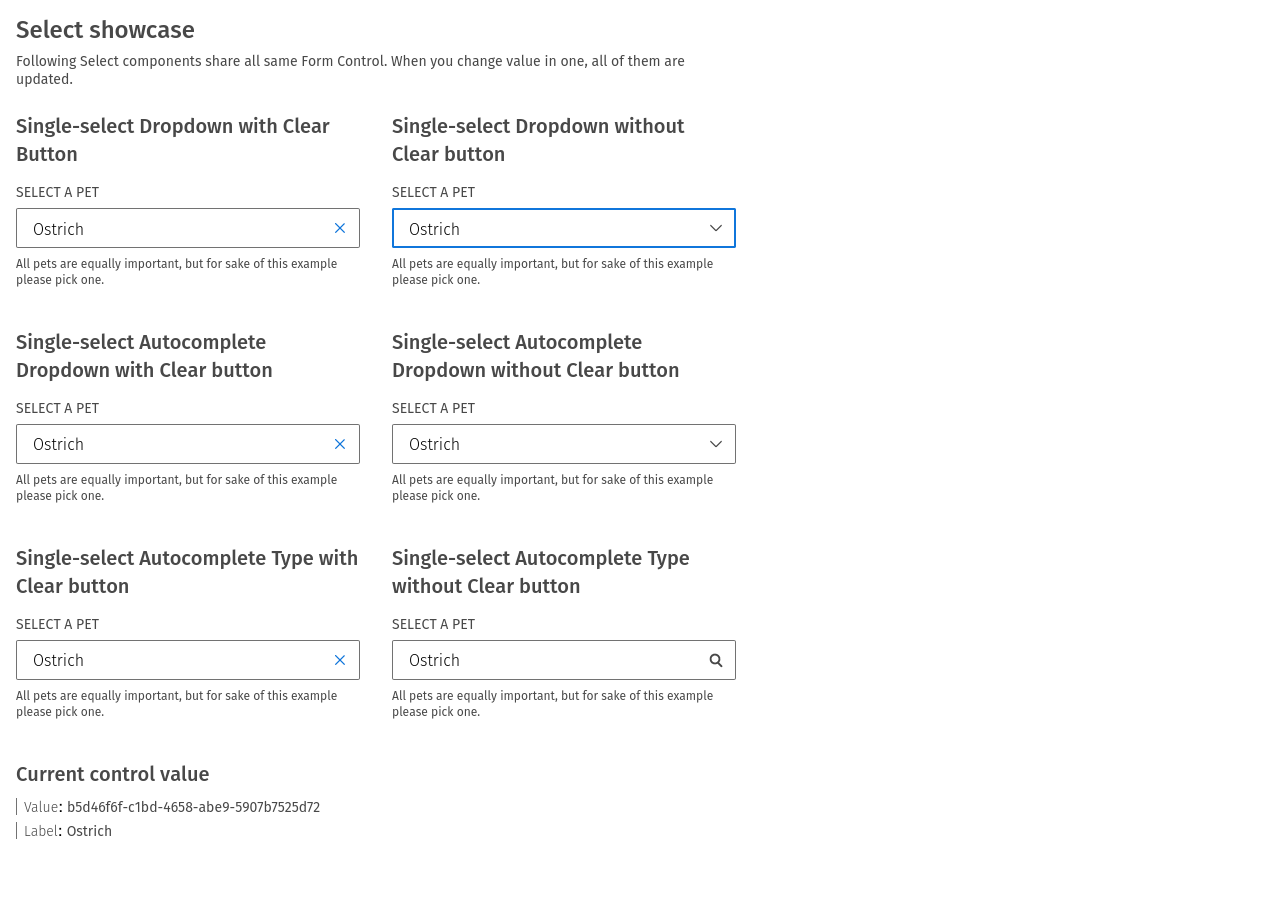 Select showcase
Following Select components share all same Form Control. When you change value in one, all of them are
updated.
Single-select Dropdown with Clear
Button
SELECT A PET
Ostrich
All pets are equally important, but for sake of this example
please pick one.
Single-select Dropdown without
Clear button
SELECT A PET
Ostrich
All pets are equally important, but for sake of this example
please pick one.
Single-select Autocomplete
Dropdown with Clear button
SELECT A PET
Ostrich
All pets are equally important, but for sake of this example
please pick one.
Single-select Autocomplete
Dropdown without Clear button
SELECT A PET
Ostrich
All pets are equally important, but for sake of this example
please pick one.
Single-select Autocomplete Type with
Clear button
SELECT A PET
Ostrich
All pets are equally important, but for sake of this example
please pick one.
Single-select Autocomplete Type
without Clear button
SELECT A PET
Ostrich
All pets are equally important, but for sake of this example
please pick one.
Current control value
Value: b5d46f6f-c1bd-4658-abe9-5907b7525d72
Label: Ostrich